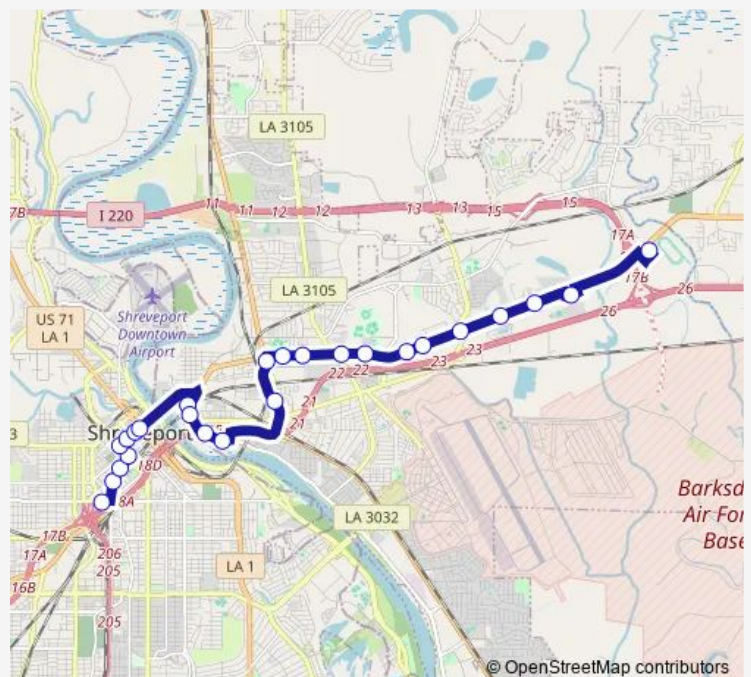 LA 3105
7B
I 220
11
11
12
12
13
13
15
15
17A
17B
LA 3105
26
26
US 71
LA 1
Shreveport
Downtown
Airport
23
23
22
22
21
21
3
Shreveport
18D
8A
17B
17A
16B
206
205
205
LA 1
LA 3032
Barksd
Air For
Base
© OpenStreetMap contributors